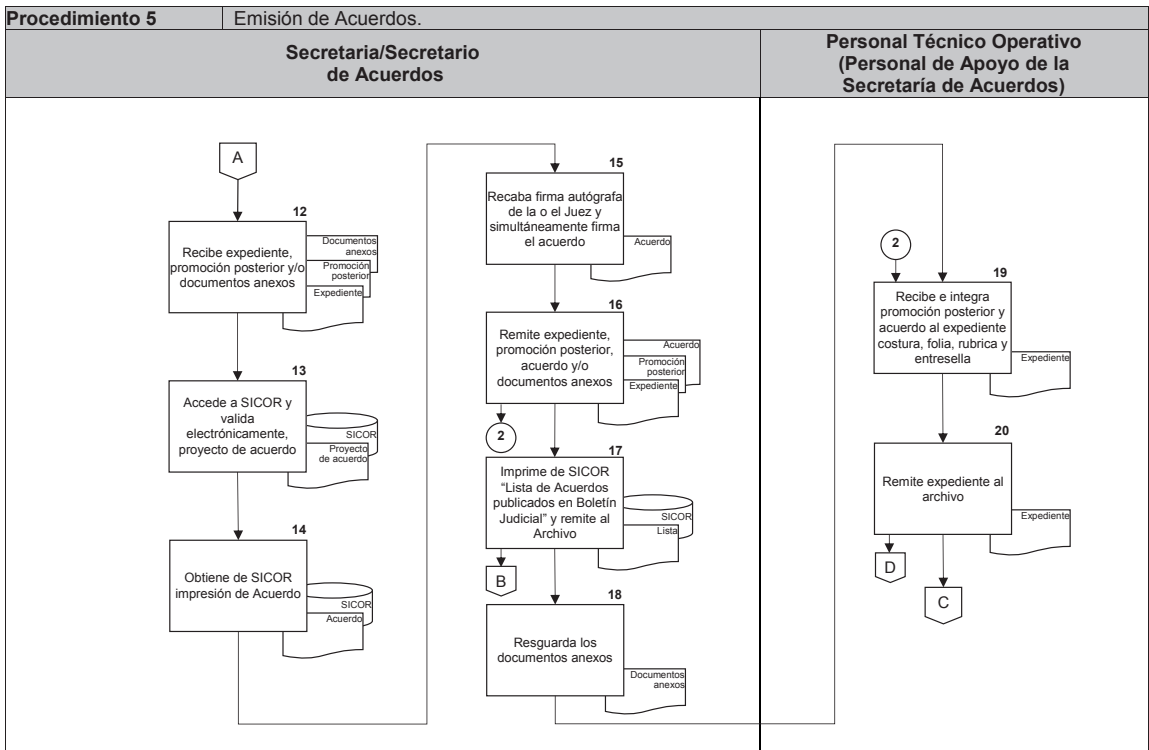 Procedimiento 5
Emisión de Acuerdos.
Secretaria/Secretario
de Acuerdos
Personal Técnico Operativo
(Personal de Apoyo de la
Secretaría de Acuerdos)
A
12
Recibe expediente,
promoción posterior y/o
documentos anexos
Documentos
anexos
Promoción
posterior
Expediente
13
Accede a SICOR y
valida
electrónicamente,
proyecto de acuerdo
SICOR
Proyecto
de acuerdo
14
Obtiene de SICOR
impresión de Acuerdo
SICOR
Acuerdo
15
Recaba firma autógrafa
de la o el Juez y
simultáneamente firma
el acuerdo
Acuerdo
16
Remite expediente,
promoción posterior,
acuerdo y/o
documentos anexos
Acuerdo
Promoción
posterior
Expediente
2
17
Imprime de SICOR
“Lista de Acuerdos
publicados en Boletín
Judicial” y remite al
Archivo
SICOR
Lista
B
18
Resguarda los
documentos anexos
Documentos
anexos
2
19
Recibe e integra
promoción posterior y
acuerdo al expediente
costura, folia, rubrica y
entresella
Expediente
20
Remite expediente al
archivo
Expediente
D
C